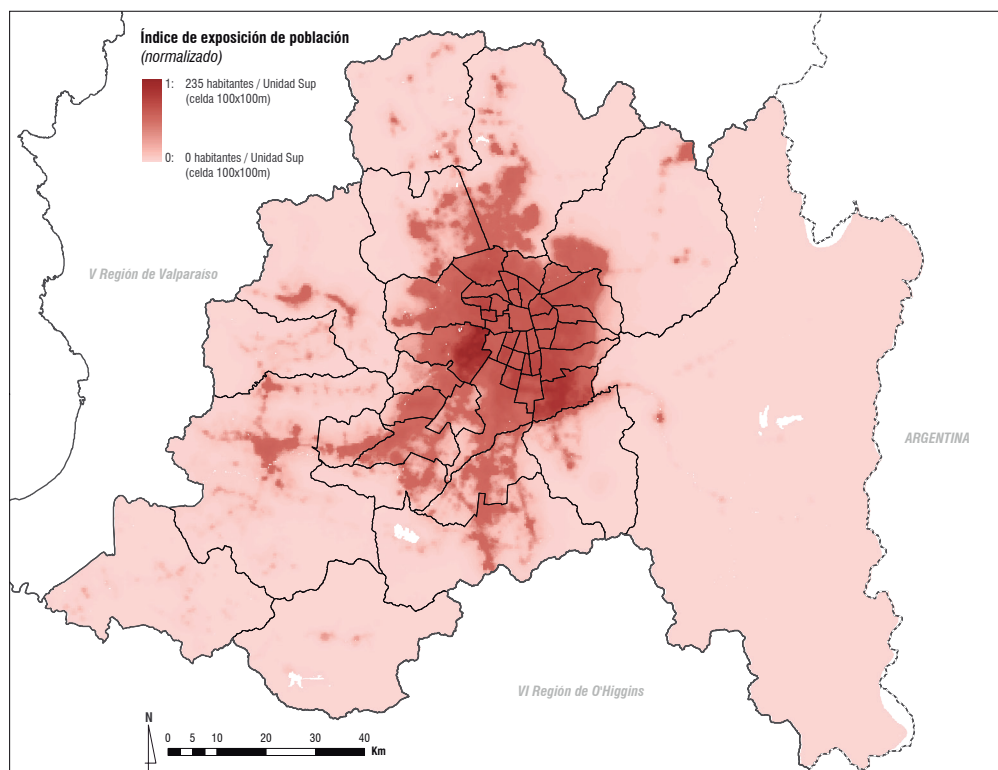 Índice de exposición de población
(normalizado)
1: 235 habitantes / Unidad Sup
(celda 100x100m)
0: 0 habitantes / Unidad Sup
(celda 100x100m)
V Región de Valparaíso
ARGENTINA
VI Región de O'Higgins
N
0 5 10 20 30 40
Km